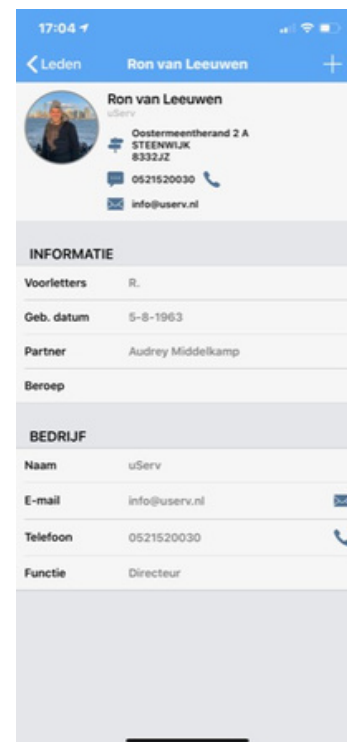 17:04
Leden Ron van Leeuwen
Ron van Leeuwen
uServ
Oostermeentherand 2 A
STEENWIJK
8332JZ
0521520030
info@userv.nl
INFORMATIE
Voorletters R.
Geb. datum 5-8-1963
Partner Audrey Middelkamp
Beroep
BEDRIJF
Naam uServ
E-mail info@userv.nl
Telefoon 0521520030
Functie Directeur